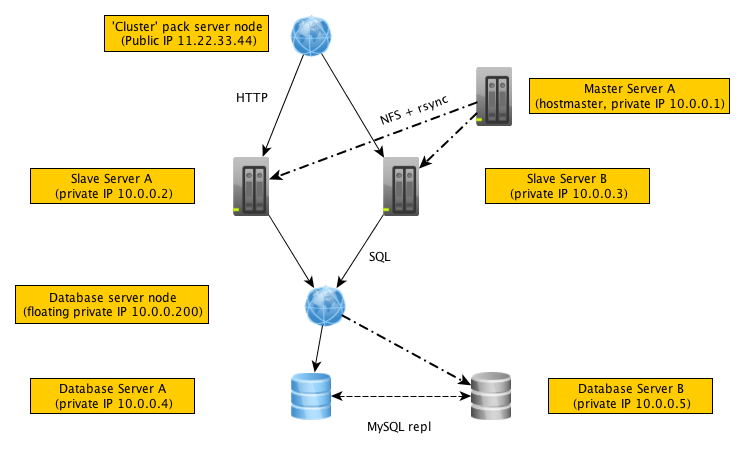 'Cluster' pack server node
(Public IP 11.22.33.44)
HTTP
NFS + rsync
Master Server A
(hostmaster, private IP 10.0.0.1)
Slave Server A
(private IP 10.0.0.2)
Slave Server B
(private IP 10.0.0.3)
SQL
Database server node
(floating private IP 10.0.0.200)
Database Server A
(private IP 10.0.0.4)
Database Server B
(private IP 10.0.0.5)
MySQL repl